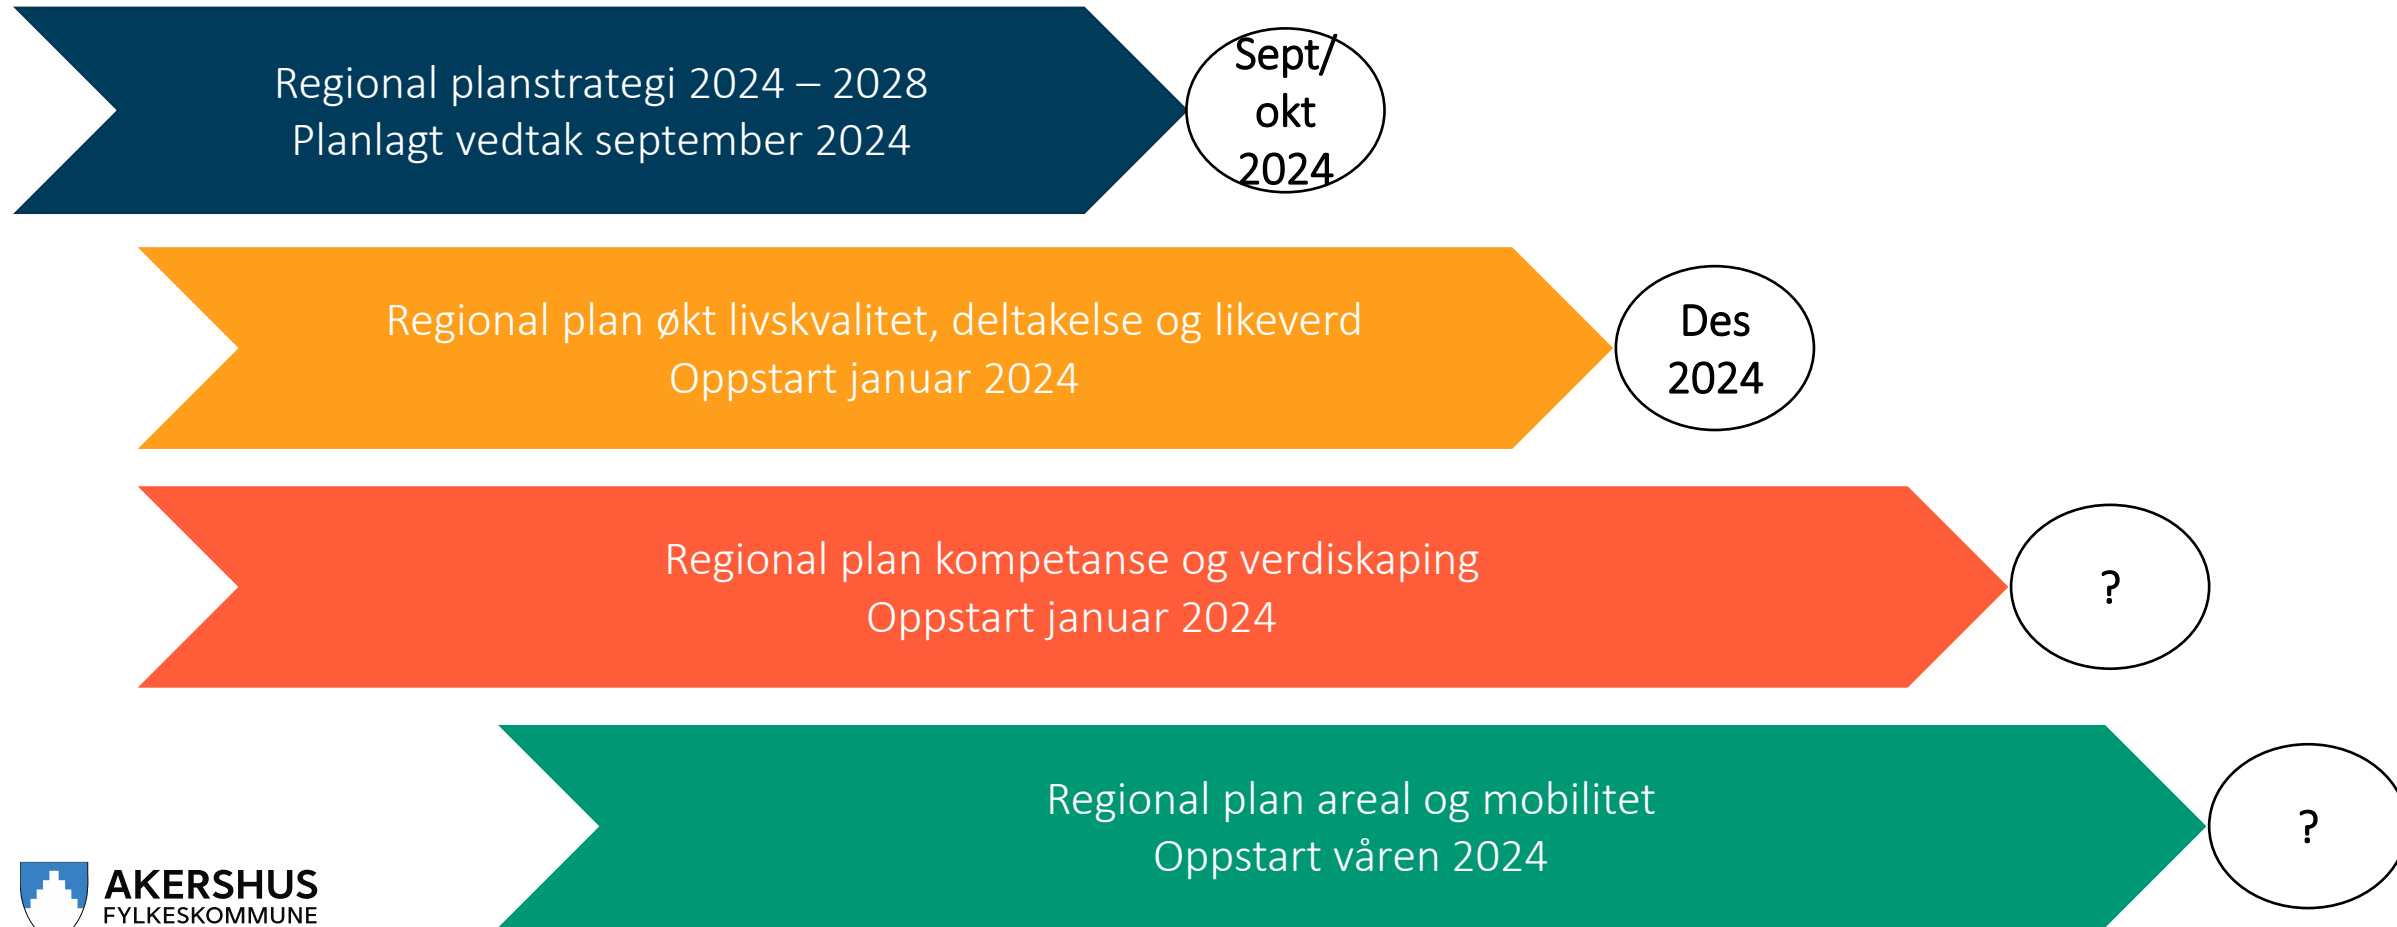 Regional planstrategi 2024 – 2028
Planlagt vedtak september 2024
Sept/
okt
2024
Regional plan økt livskvalitet, deltakelse og likeverd
Oppstart januar 2024
Des
2024
Regional plan kompetanse og verdiskaping
Oppstart januar 2024
?
Regional plan areal og mobilitet
Oppstart våren 2024
?
AKERSHUS
FYLKESKOMMUNE